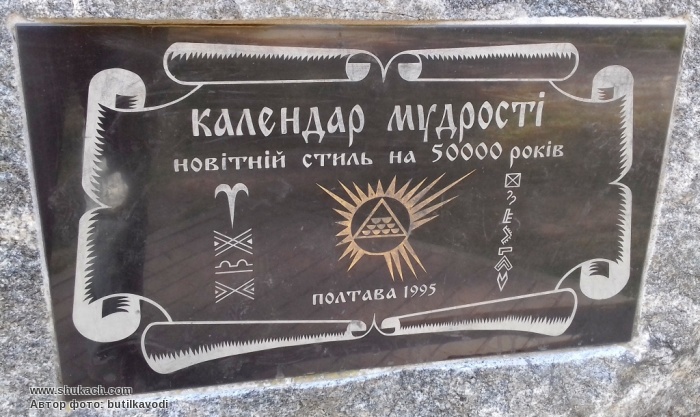 календар мудрості
новітній стиль на 50000 років
полтава 1995
www.shukach.com
Автор фото: butilkavodi